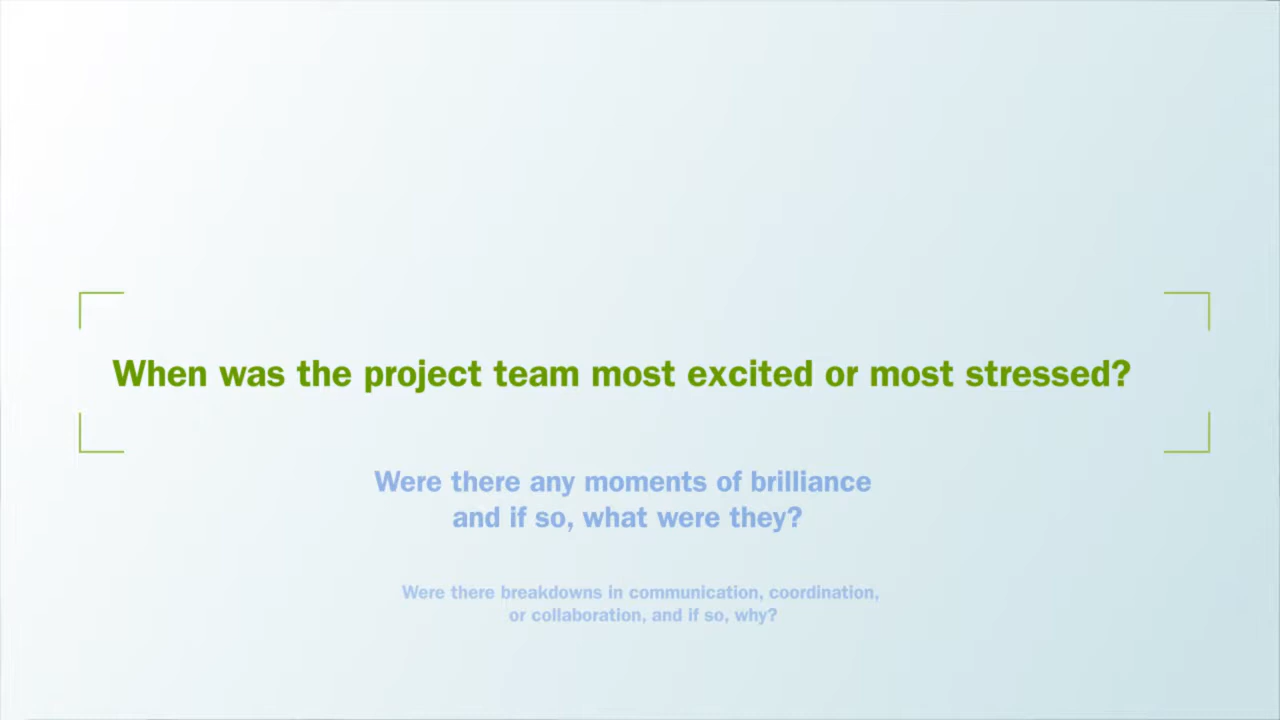 When was the project team most excited or most stressed?
Were there any moments of brilliance
and if so, what were they?
Were there breakdowns in communication, coordination,
or collaboration, and if so, why?